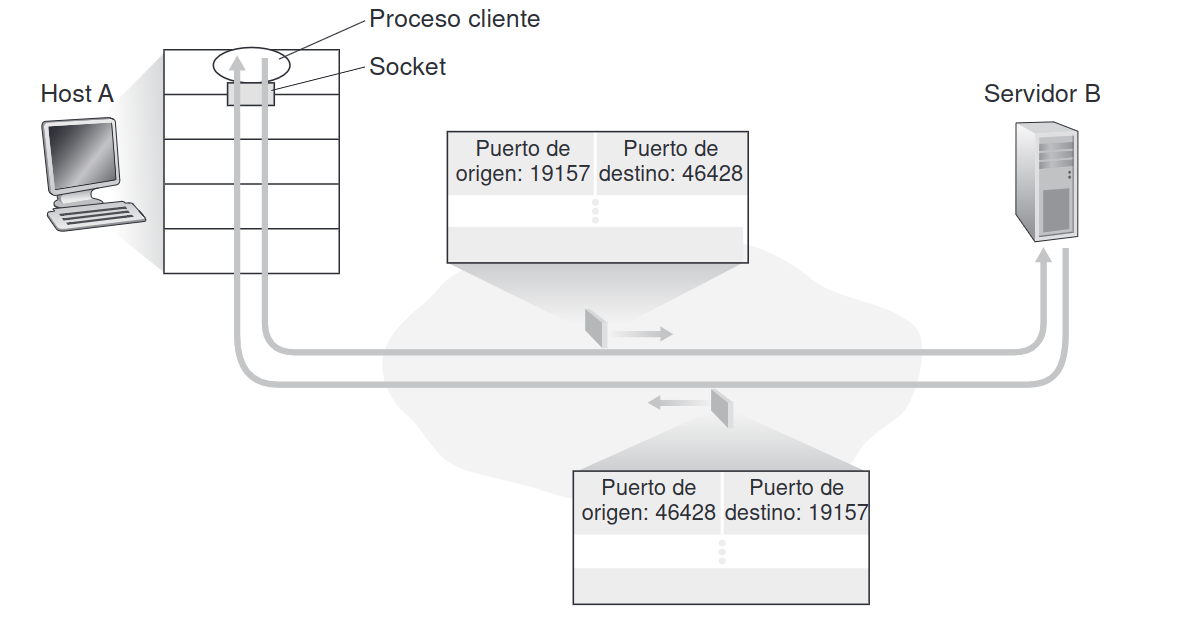 Proceso cliente
Socket
Host A
Servidor B
Puerto de
origen: 19157
Puerto de
destino: 46428
Puerto de
origen: 46428
Puerto de
destino: 19157